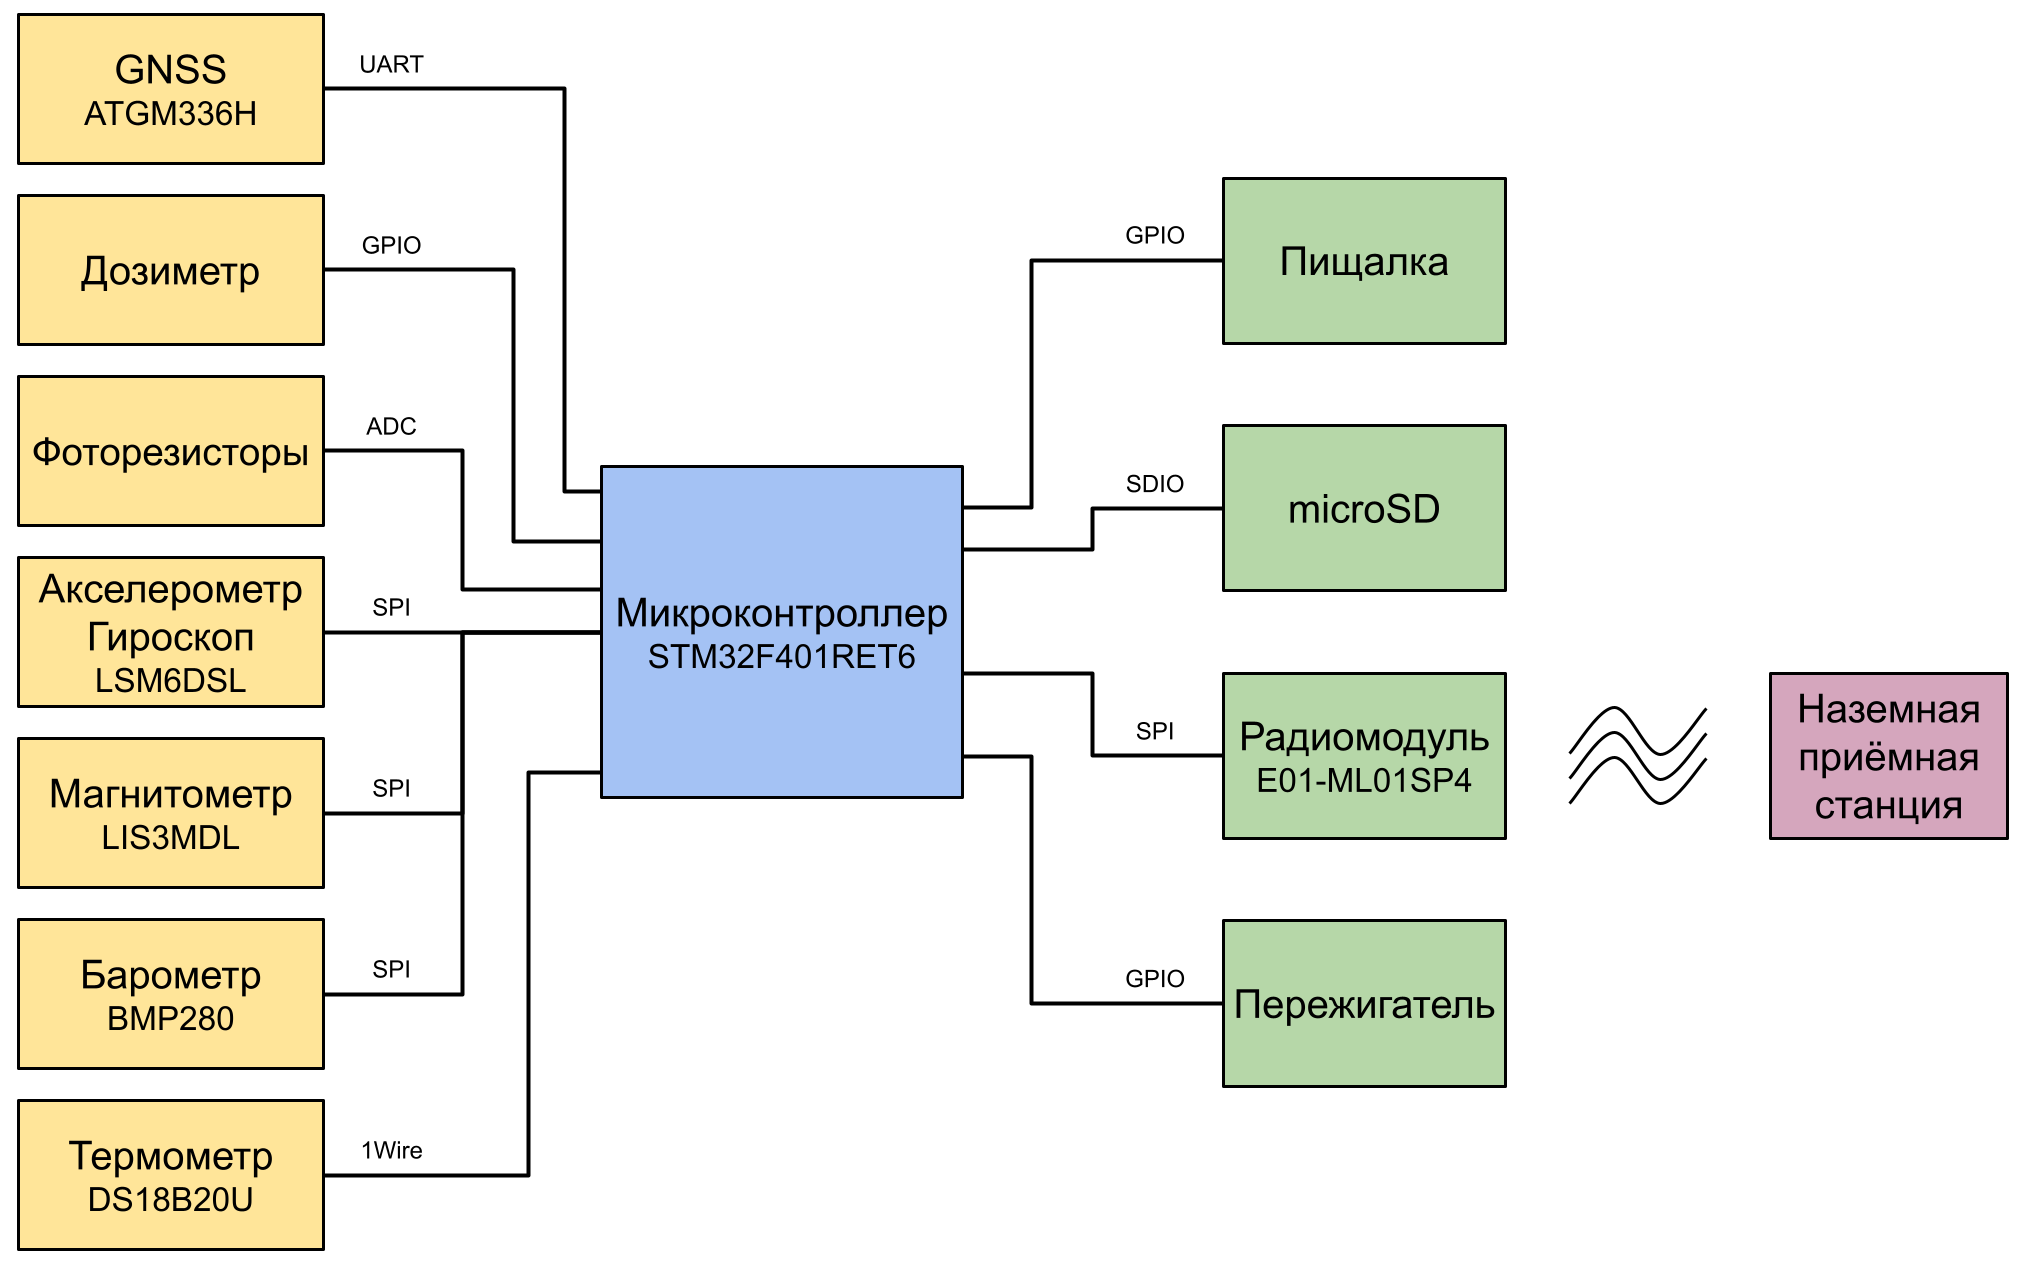 GNSS
ATGM336H
UART
Дозиметр
GPIO
Фоторезисторы
ADC
Акселерометр
Гироскоп
LSM6DSL
SPI
Магнитометр
LIS3MDL
SPI
Барометр
BMP280
SPI
Термометр
DS18B20U
1Wire
Микроконтроллер
STM32F401RET6
GPIO
Пищалка
SDIO
microSD
SPI
Радиомодуль
E01-ML01SP4
GPIO
Пережигатель
Наземная
приёмная
станция